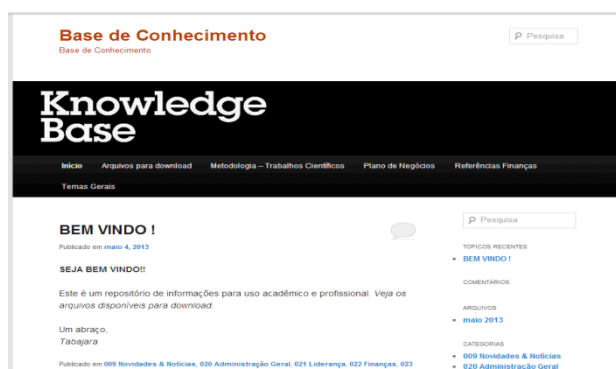 Base de Conhecimento
Base de Conhecimento
Pesquisa
Knowledge
Base
Início Arquivos para download Metodologia – Trabalhos Científicos Plano de Negócios Referências Finanças
Temas Gerais
BEM VINDO !
Publicado em maio 4, 2013
SEJA BEM VINDO!!
Este é um repositório de informações para uso acadêmico e profissional. Veja os
arquivos disponíveis para download.
Um abraço,
Tabajara
Publicado em 009 Novidades & Notícias, 020 Administração Geral, 021 Liderança, 022 Finanças, 023
Pesquisa
TÓPICOS RECENTES
BEM VINDO !
COMENTÁRIOS
ARQUIVOS
maio 2013
CATEGORIAS
009 Novidades & Notícias
020 Administração Geral